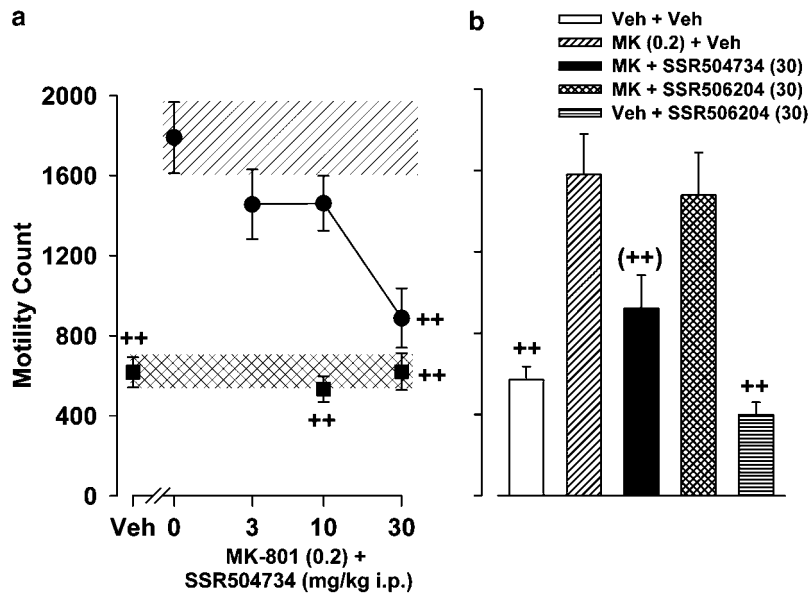 a
b
Veh + Veh
MK (0.2) + Veh
MK + SSR504734 (30)
MK + SSR506204 (30)
Veh + SSR506204 (30)
2000
1600
1200
800
400
0
Motility Count
++
++
++
++
(++)
++
++
Veh 0 3 10 30
MK-801 (0.2) +
SSR504734 (mg/kg i.p.)